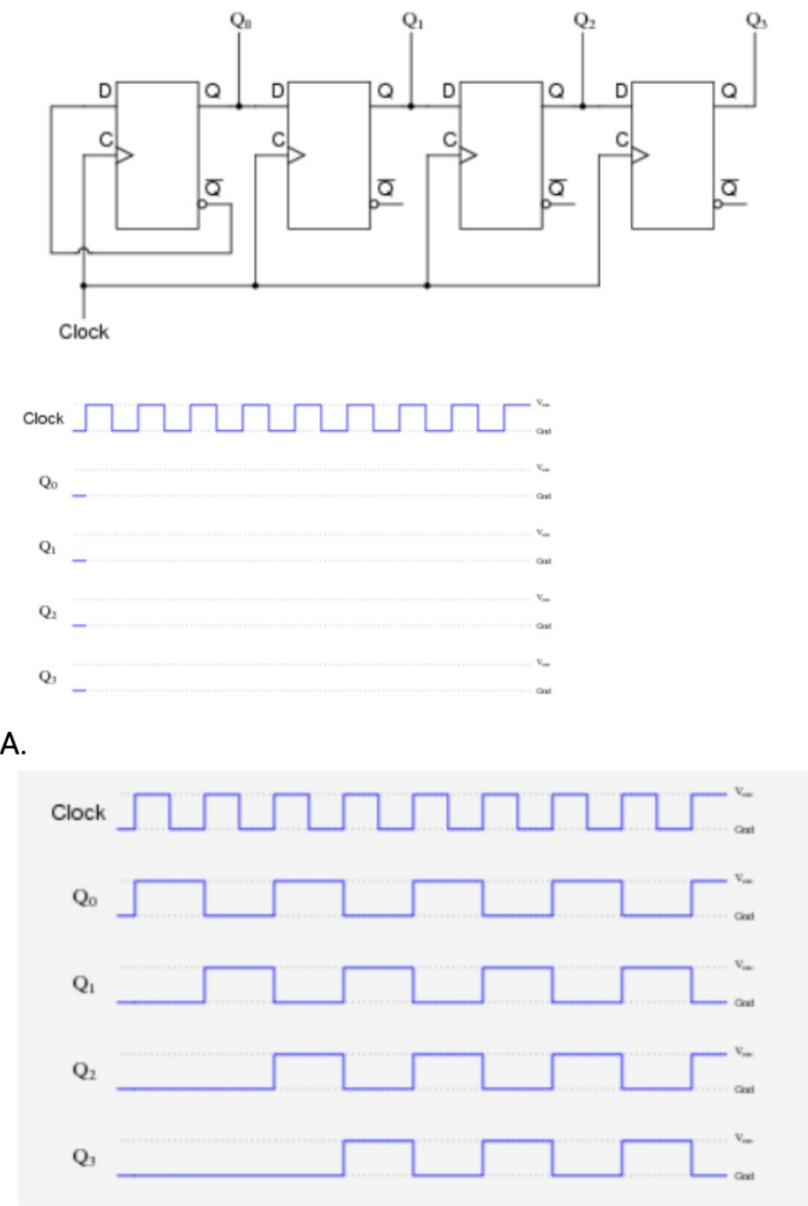 Q₀ Q₁ Q₂ Q₃
D Q D Q D Q D Q
C C C C
Q̅ Q̅ Q̅ Q̅
Clock
Clock
Gnd
Q₀
Gnd
Q₁
Gnd
Q₂
Gnd
Q₃
Gnd
A.
Clock
Gnd
Q₀
Gnd
Q₁
Gnd
Q₂
Gnd
Q₃
Gnd